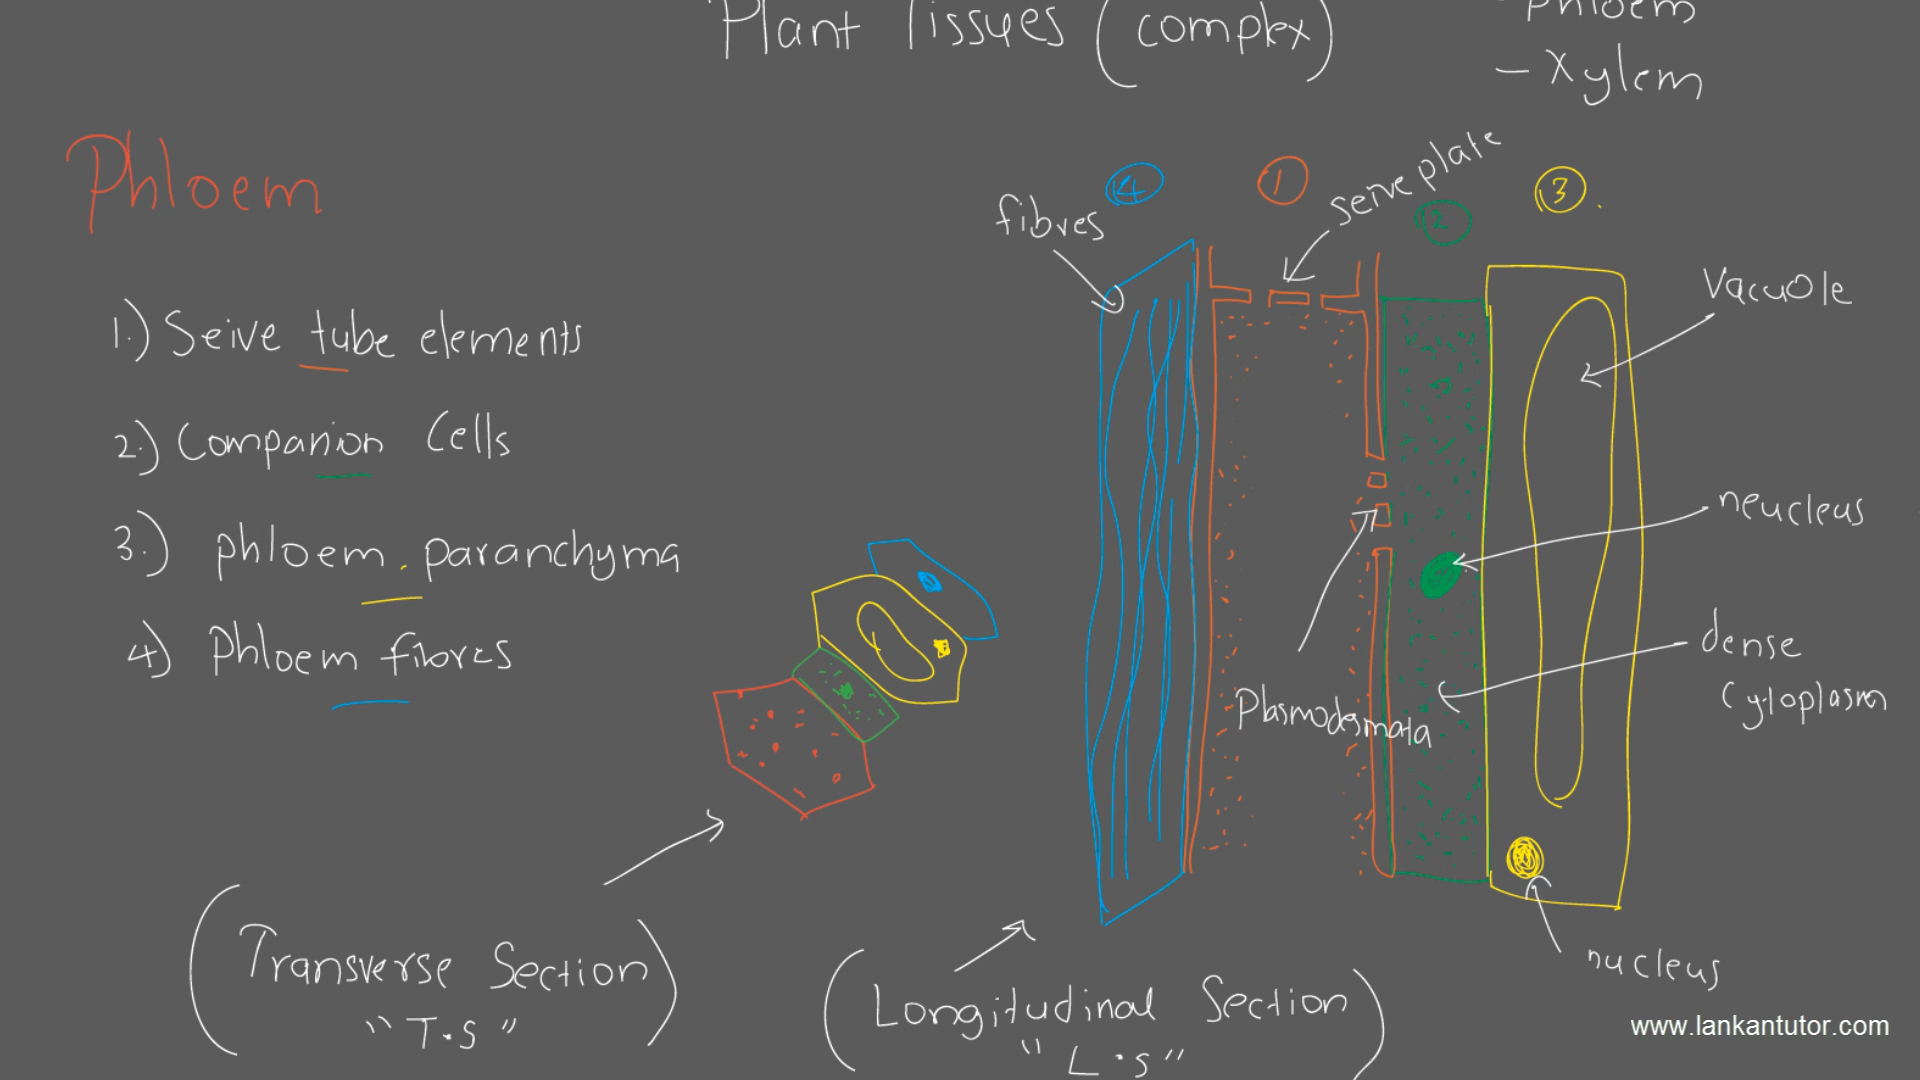 Plant Tissues (complex)
- Phloem
- Xylem
Phloem
1.) Seive tube elements
2.) Companion Cells
3.) phloem paranchyma
4) Phloem fibres
4
1
2
3
fibres
seive plate
Vacuole
neucleus
dense
Cytoplasm
Plasmodesmata
nucleus
(Transverse Section)
"T.S"
(Longitudinal Section)
"L.S"
www.lankantutor.com